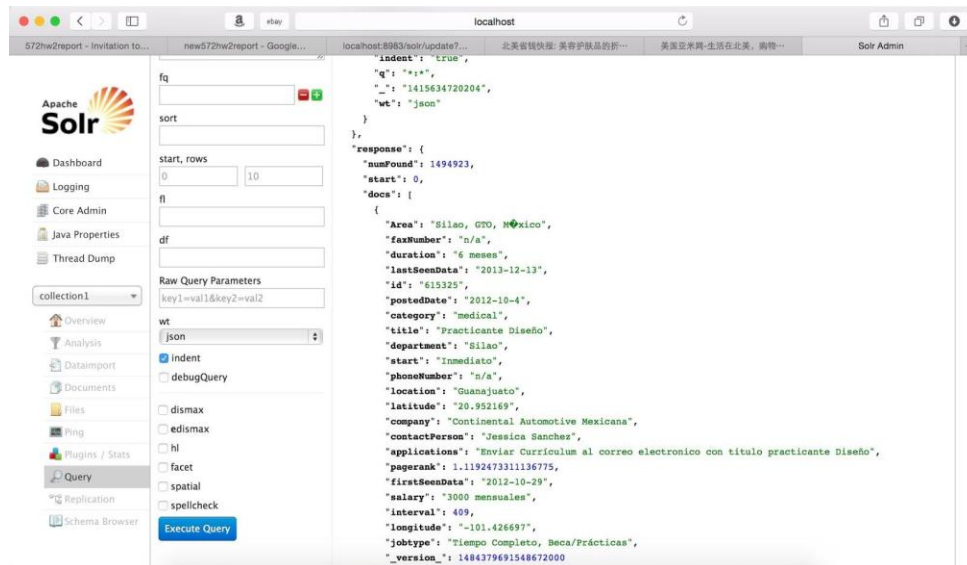 a
ebay
localhost
572hw2report - Invitation to...
new572hw2report - Google...
localhost:8983/solr/update?...
北美省钱快报: 美容护肤品的折…
美国亚米网-生活在北美，购物…
Solr Admin
Apache
Solr
Dashboard
Logging
Core Admin
Java Properties
Thread Dump
collection1
Overview
Analysis
Dataimport
Documents
Files
Ping
Plugins / Stats
Query
Replication
Schema Browser
fq
sort
start, rows
0
10
fl
df
Raw Query Parameters
key1=val1&key2=val2
wt
json
indent
debugQuery
dismax
edismax
hl
facet
spatial
spellcheck
Execute Query
"indent": "true",
"q": "*:*",
"_": "1415634720204",
"wt": "json"
}
},
"response": {
"numFound": 1494923,
"start": 0,
"docs": [
{
"Area": "Silao, GTO, M�xico",
"faxNumber": "n/a",
"duration": "6 meses",
"lastSeenData": "2013-12-13",
"id": "615325",
"postedDate": "2012-10-4",
"category": "medical",
"title": "Practicante Diseño",
"department": "Silao",
"start": "Inmediato",
"phoneNumber": "n/a",
"location": "Guanajuato",
"latitude": "20.952169",
"company": "Continental Automotive Mexicana",
"contactPerson": "Jessica Sanchez",
"applications": "Enviar Currículum al correo electronico con titulo practicante Diseño",
"pagerank": 1.1192473311136775,
"firstSeenData": "2012-10-29",
"salary": "3000 mensuales",
"interval": 409,
"longitude": "-101.426697",
"jobtype": "Tiempo Completo, Beca/Prácticas",
"_version_": 1484379691548672000